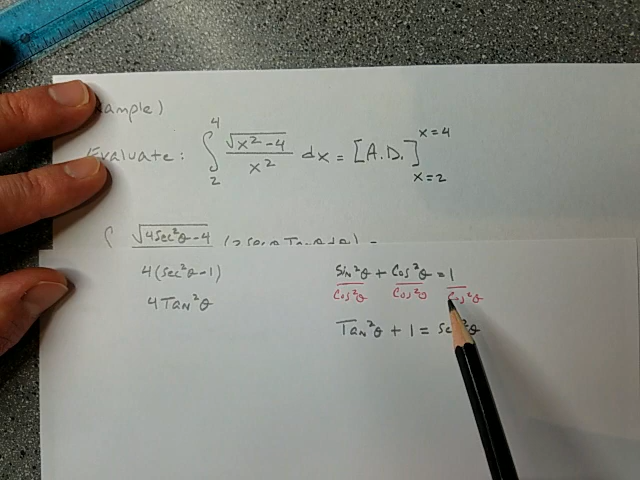 ample)
Evaluate: ∫₂⁴ √(x²-4) / x² dx = [A.D.] x=4 x=2
∫ √(4Sec²θ-4)
4(Sec²θ-1)
Sin²θ + Cos²θ = 1
Cos²θ Cos²θ Cos²θ
4Tan²θ
Tan²θ + 1 = Sec²θ